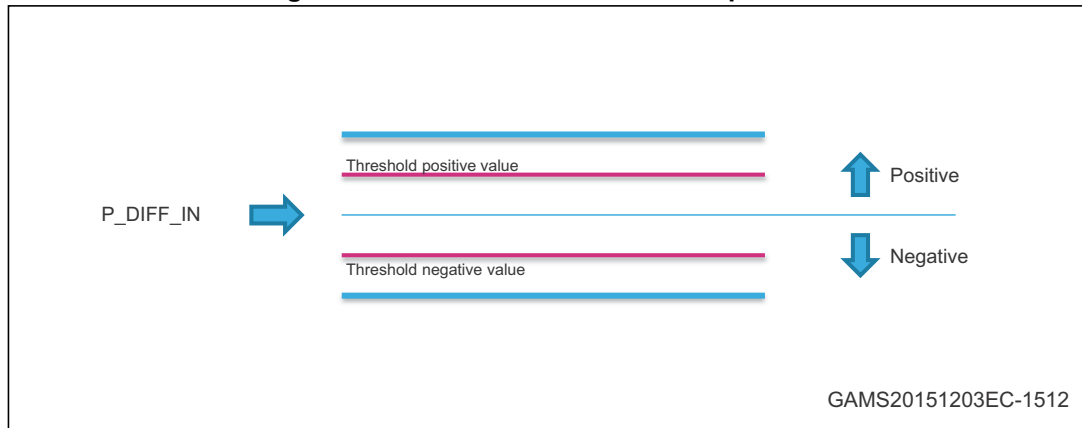 Threshold positive value
Positive
P_DIFF_IN
Negative
Threshold negative value
GAMS20151203EC-1512